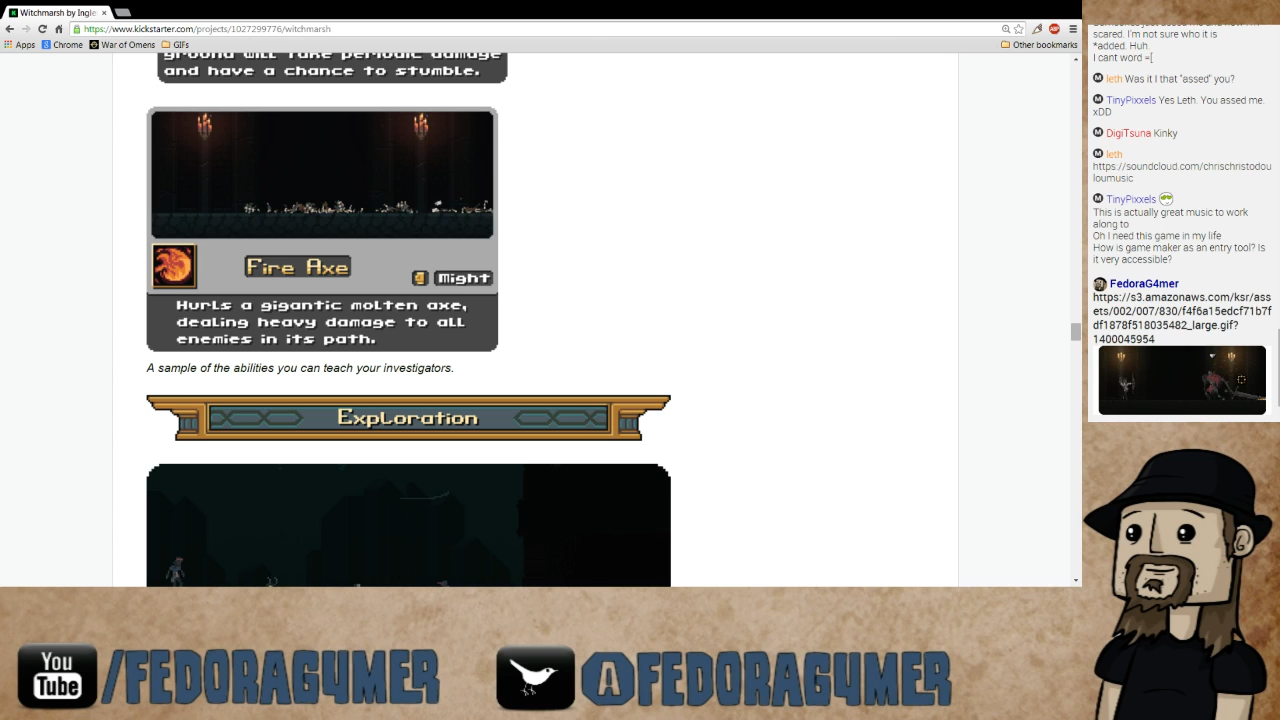 Witchmarsh by Ingle
https://www.kickstarter.com/projects/1027299776/witchmarsh
Apps Chrome War of Omens GIFs Other bookmarks
and have a chance to stumble.
Fire Axe
Might
Hurls a gigantic molten axe,
dealing heavy damage to all
enemies in its path.
A sample of the abilities you can teach your investigators.
Exploration
scared. I'm not sure who it is
*added. Huh.
I cant word =[
leth Was it I that "assed" you?
TinyPixxels Yes Leth. You assed me.
xDD
DigiTsuna Kinky
leth
https://soundcloud.com/chrischristodou
loumusic
TinyPixxels
This is actually great music to work
along to
Oh I need this game in my life
How is game maker as an entry tool? Is
it very accessible?
FedoraG4mer
https://s3.amazonaws.com/ksr/ass
ets/002/007/830/f4f6a15edcf71b7f
df1878f518035482_large.gif?
1400045954
You
Tube
/FEDORAG4MER
@FEDORAG4MER